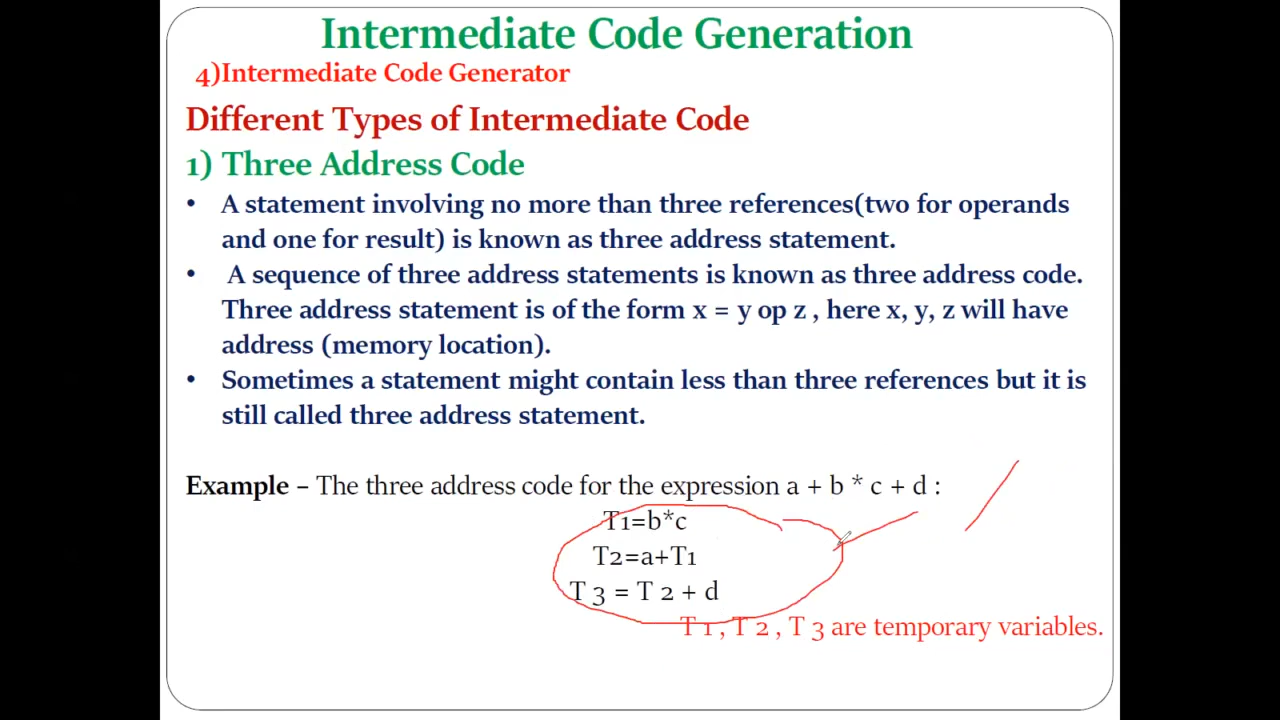 Intermediate Code Generation
4)Intermediate Code Generator
Different Types of Intermediate Code
1) Three Address Code
• A statement involving no more than three references(two for operands
and one for result) is known as three address statement.
• A sequence of three address statements is known as three address code.
Three address statement is of the form x = y op z , here x, y, z will have
address (memory location).
• Sometimes a statement might contain less than three references but it is
still called three address statement.
Example – The three address code for the expression a + b * c + d :
T1=b*c
T2=a+T1
T 3 = T 2 + d
T 1 , T 2 , T 3 are temporary variables.